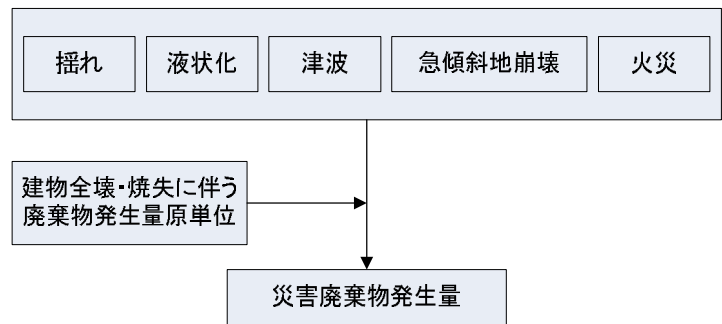 揺れ
液状化
津波
急傾斜地崩壊
火災
建物全壊・焼失に伴う
廃棄物発生量原単位
災害廃棄物発生量